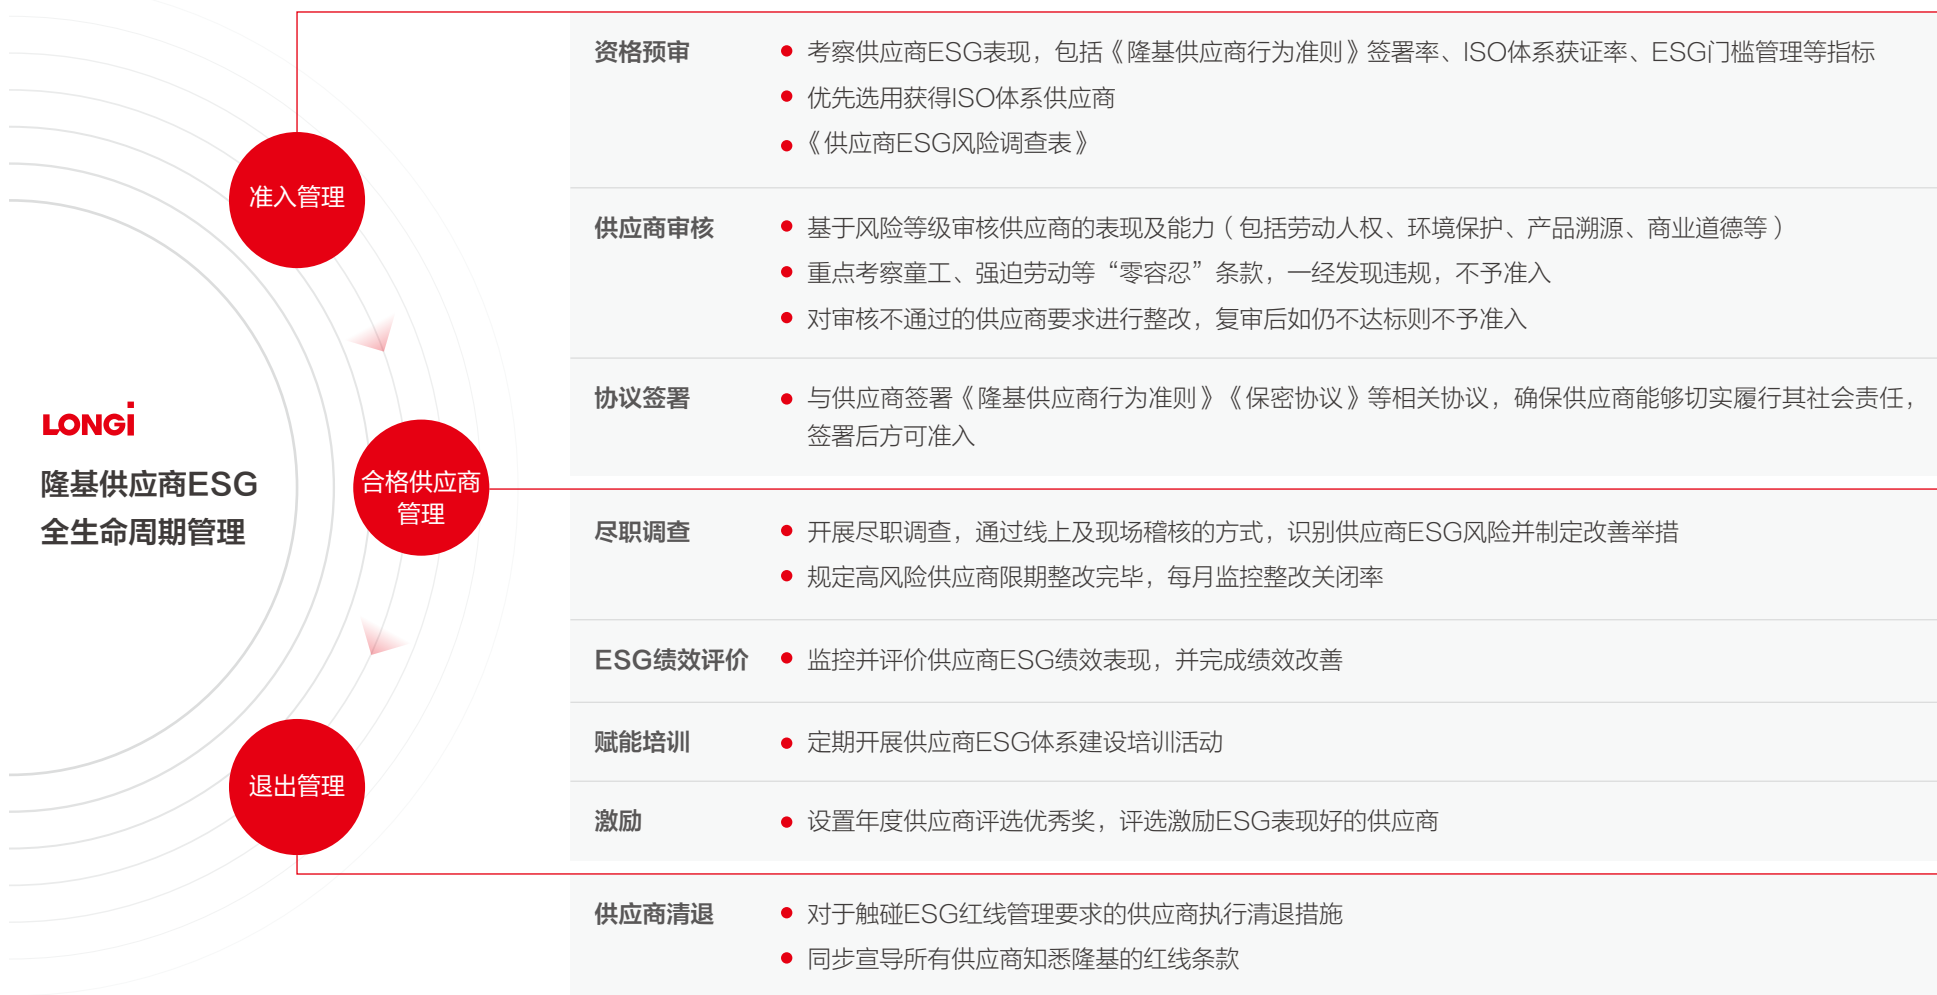 LONGi
隆基供应商ESG
全生命周期管理
准入管理
资格预审
考察供应商ESG表现，包括《隆基供应商行为准则》签署率、ISO体系获证率、ESG门槛管理等指标
优先选用获得ISO体系供应商
《供应商ESG风险调查表》
供应商审核
基于风险等级审核供应商的表现及能力（包括劳动人权、环境保护、产品溯源、商业道德等）
重点考察童工、强迫劳动等“零容忍”条款，一经发现违规，不予准入
对审核不通过的供应商要求进行整改，复审后如仍不达标则不予准入
协议签署
与供应商签署《隆基供应商行为准则》《保密协议》等相关协议，确保供应商能够切实履行其社会责任，
签署后方可准入
合格供应商
管理
尽职调查
开展尽职调查，通过线上及现场稽核的方式，识别供应商ESG风险并制定改善举措
规定高风险供应商限期整改完毕，每月监控整改关闭率
ESG绩效评价
监控并评价供应商ESG绩效表现，并完成绩效改善
赋能培训
定期开展供应商ESG体系建设培训活动
激励
设置年度供应商评选优秀奖，评选激励ESG表现好的供应商
退出管理
供应商清退
对于触碰ESG红线管理要求的供应商执行清退措施
同步宣导所有供应商知悉隆基的红线条款